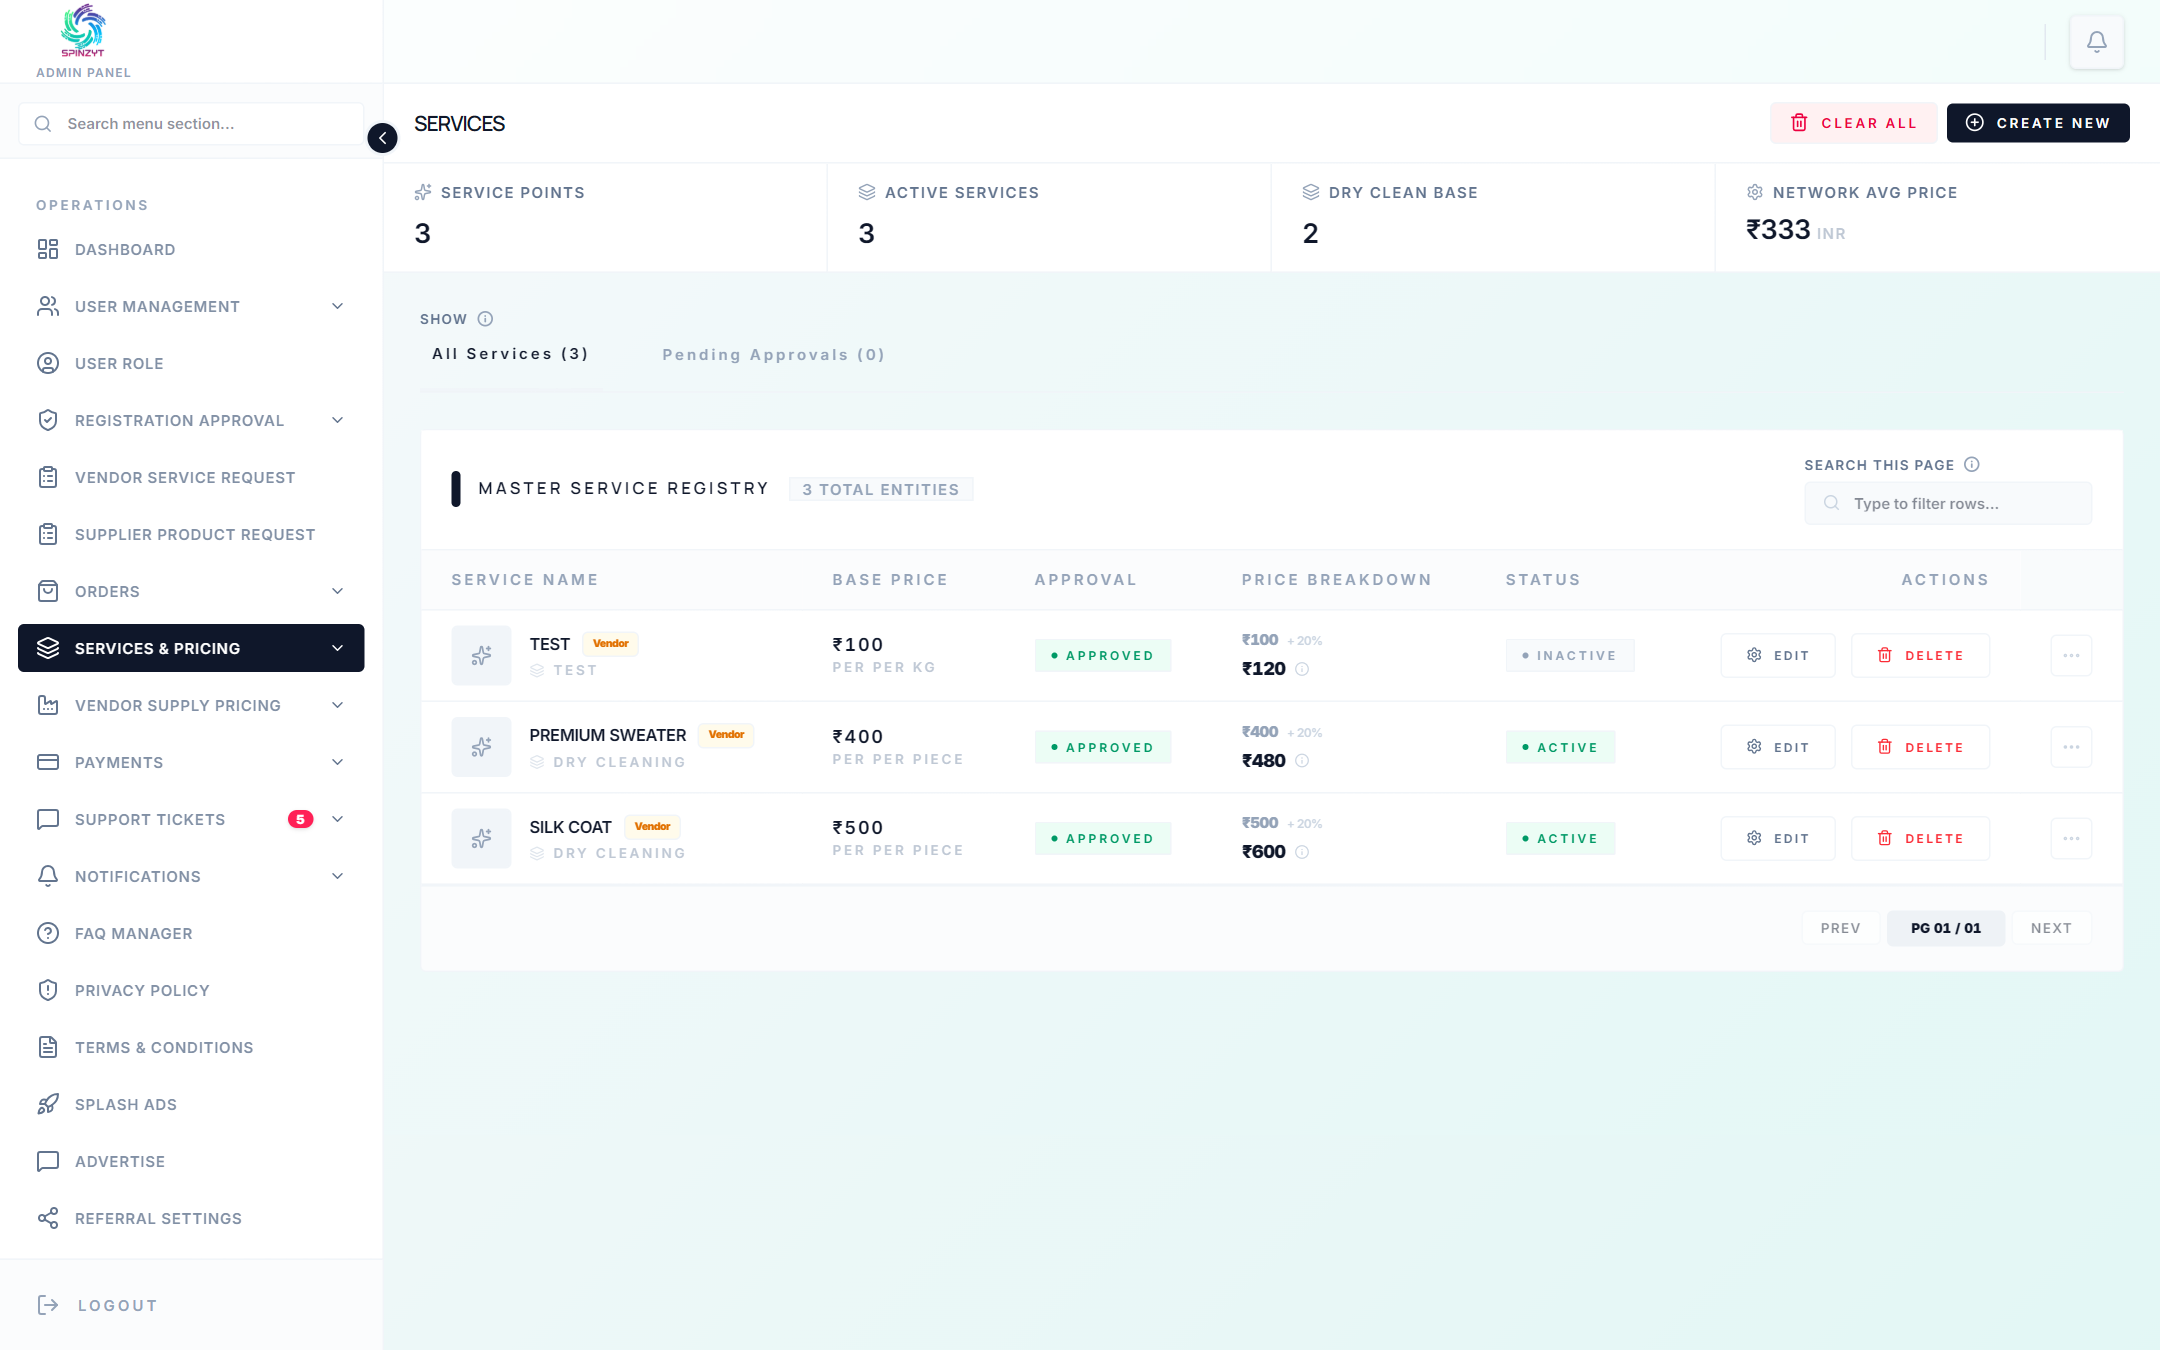 SPINZYT
ADMIN PANEL
Search menu section...
OPERATIONS
DASHBOARD
USER MANAGEMENT
USER ROLE
REGISTRATION APPROVAL
VENDOR SERVICE REQUEST
SUPPLIER PRODUCT REQUEST
ORDERS
SERVICES & PRICING
VENDOR SUPPLY PRICING
PAYMENTS
SUPPORT TICKETS 5
NOTIFICATIONS
FAQ MANAGER
PRIVACY POLICY
TERMS & CONDITIONS
SPLASH ADS
ADVERTISE
REFERRAL SETTINGS
LOGOUT
SERVICES
CLEAR ALL
CREATE NEW
SERVICE POINTS
3
ACTIVE SERVICES
3
DRY CLEAN BASE
2
NETWORK AVG PRICE
₹333 INR
SHOW
All Services (3) Pending Approvals (0)
MASTER SERVICE REGISTRY 3 TOTAL ENTITIES
SEARCH THIS PAGE
Type to filter rows...
SERVICE NAME BASE PRICE APPROVAL PRICE BREAKDOWN STATUS ACTIONS
TEST Vendor
TEST
₹100
PER PER KG
APPROVED
₹100 + 20%
₹120
INACTIVE
EDIT
DELETE
PREMIUM SWEATER Vendor
DRY CLEANING
₹400
PER PER PIECE
APPROVED
₹400 + 20%
₹480
ACTIVE
EDIT
DELETE
SILK COAT Vendor
DRY CLEANING
₹500
PER PER PIECE
APPROVED
₹500 + 20%
₹600
ACTIVE
EDIT
DELETE
PREV PG 01 / 01 NEXT